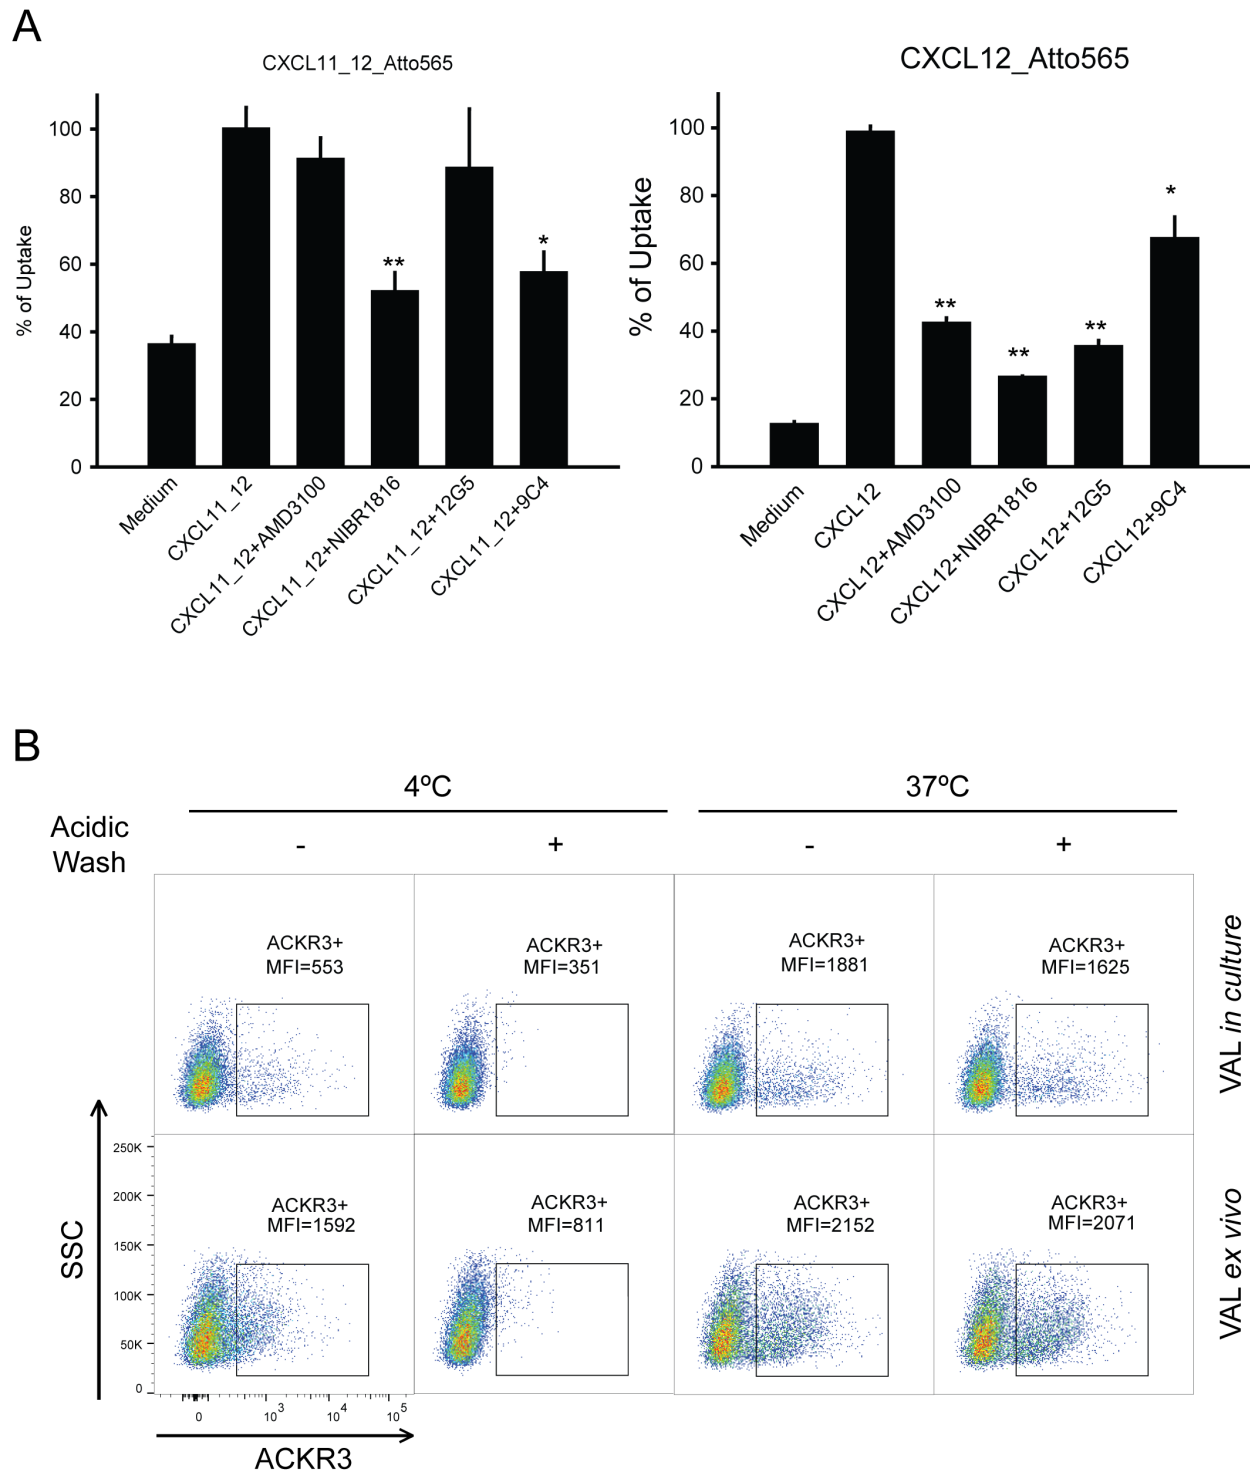 A
CXCL11_12_Atto565
% of Uptake
100
80
60
40
20
0
**
*
Medium
CXCL11_12
CXCL11_12+AMD3100
CXCL11_12+NIBR1816
CXCL11_12+12G5
CXCL11_12+9C4
CXCL12_Atto565
% of Uptake
100
80
60
40
20
0
**
**
**
*
Medium
CXCL12
CXCL12+AMD3100
CXCL12+NIBR1816
CXCL12+12G5
CXCL12+9C4
B
4ºC
37ºC
Acidic
Wash
-
+
-
+
ACKR3+
MFI=553
ACKR3+
MFI=351
ACKR3+
MFI=1881
ACKR3+
MFI=1625
VAL in culture
ACKR3+
MFI=1592
ACKR3+
MFI=811
ACKR3+
MFI=2152
ACKR3+
MFI=2071
VAL ex vivo
SSC
250K
200K
150K
100K
50K
0
0
10³
10⁴
10⁵
ACKR3